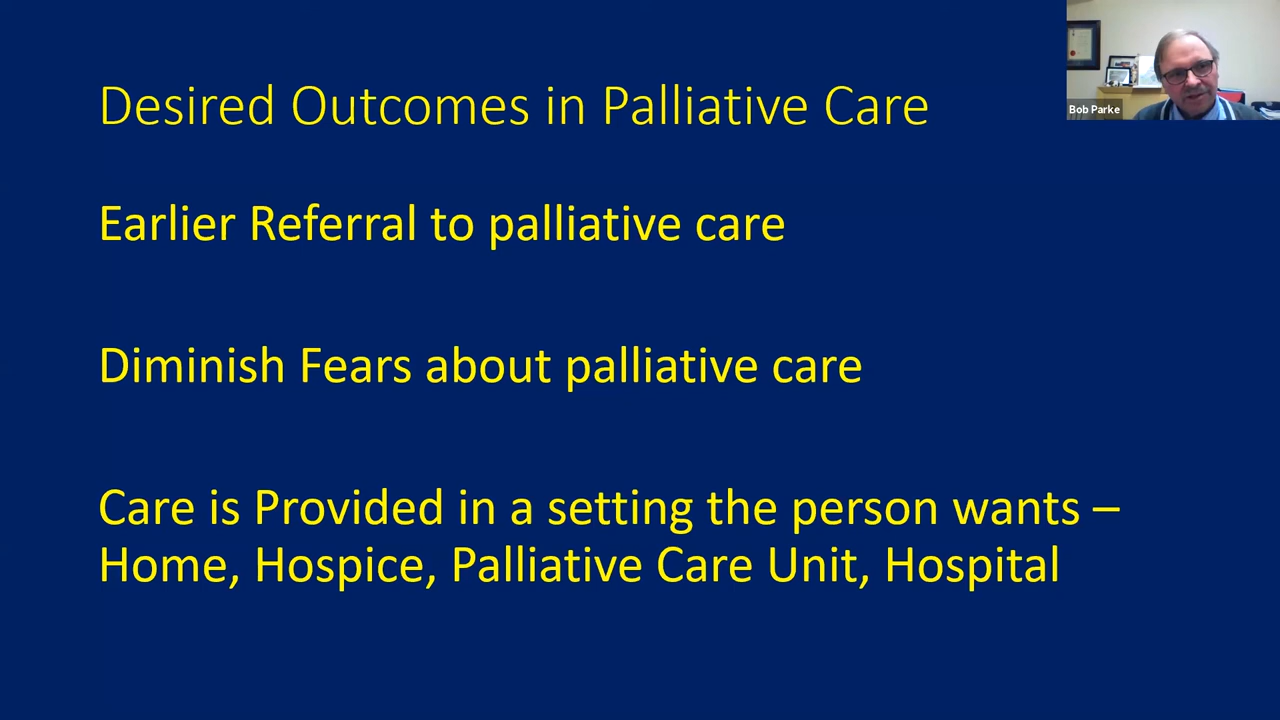 Desired Outcomes in Palliative Care
Bob Parke
Earlier Referral to palliative care
Diminish Fears about palliative care
Care is Provided in a setting the person wants –
Home, Hospice, Palliative Care Unit, Hospital